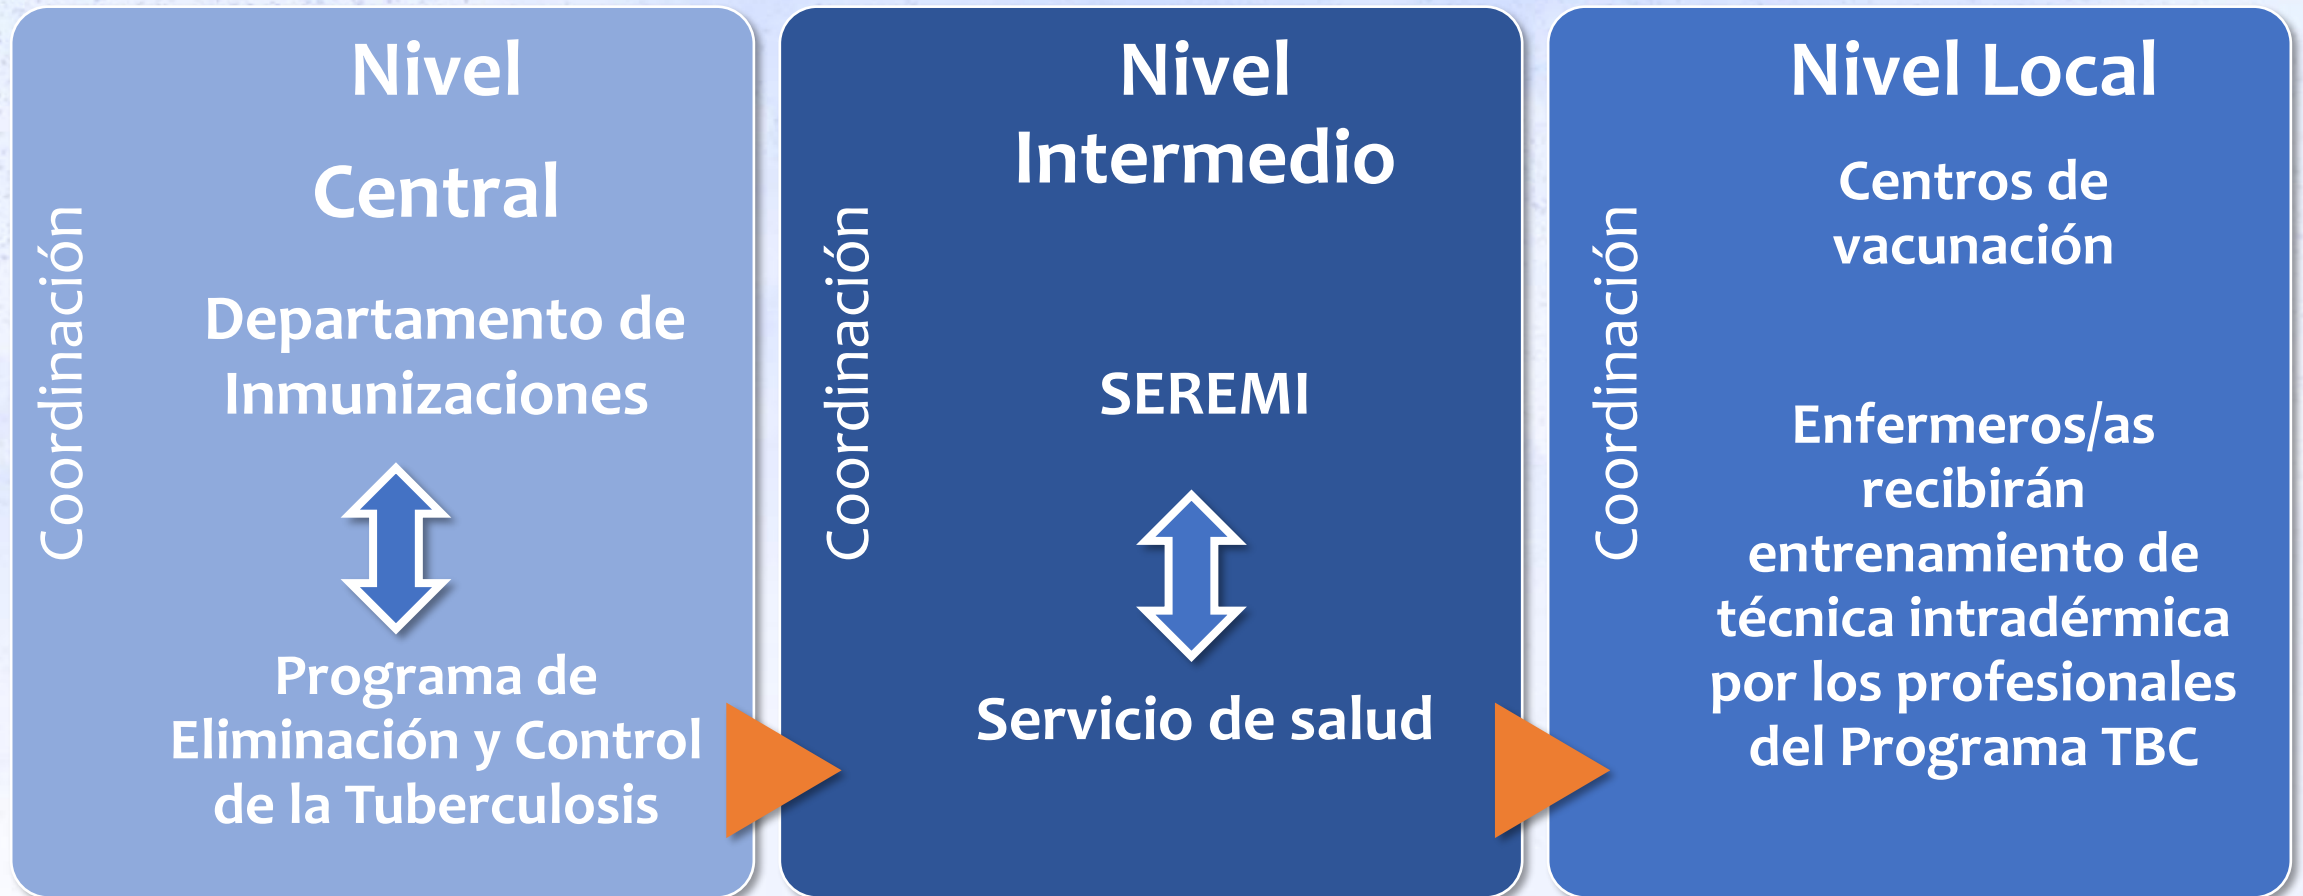 Coordinación
Nivel
Central
Departamento de
Inmunizaciones
Programa de
Eliminación y Control
de la Tuberculosis
Coordinación
Nivel
Intermedio
SEREMI
Servicio de salud
Coordinación
Nivel Local
Centros de
vacunación
Enfermeros/as
recibirán
entrenamiento de
técnica intradérmica
por los profesionales
del Programa TBC